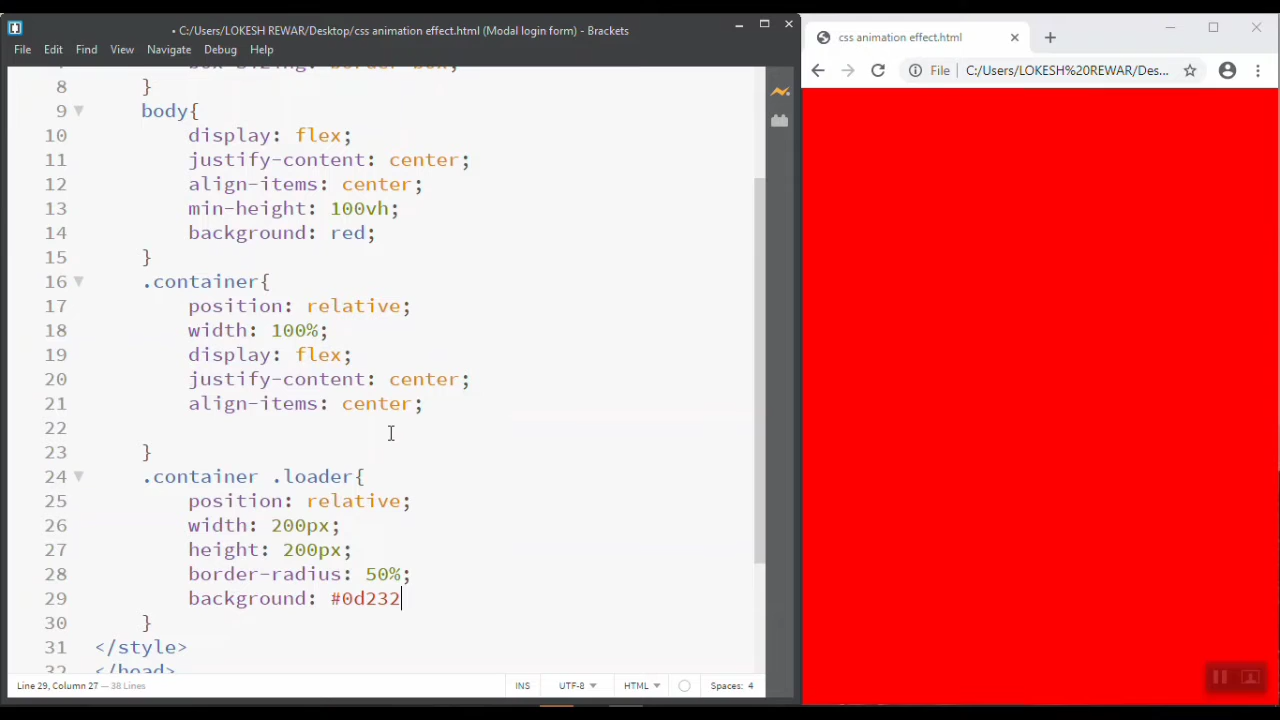 • C:/Users/LOKESH REWAR/Desktop/css animation effect.html (Modal login form) - Brackets
File Edit Find View Navigate Debug Help
8 }
9 body{
10 display: flex;
11 justify-content: center;
12 align-items: center;
13 min-height: 100vh;
14 background: red;
15 }
16 .container{
17 position: relative;
18 width: 100%;
19 display: flex;
20 justify-content: center;
21 align-items: center;
22
23 }
24 .container .loader{
25 position: relative;
26 width: 200px;
27 height: 200px;
28 border-radius: 50%;
29 background: #0d232
30 }
31 </style>
32 </head>
Line 29, Column 27 — 38 Lines
INS UTF-8 HTML Spaces: 4
css animation effect.html
File C:/Users/LOKESH%20REWAR/Des...